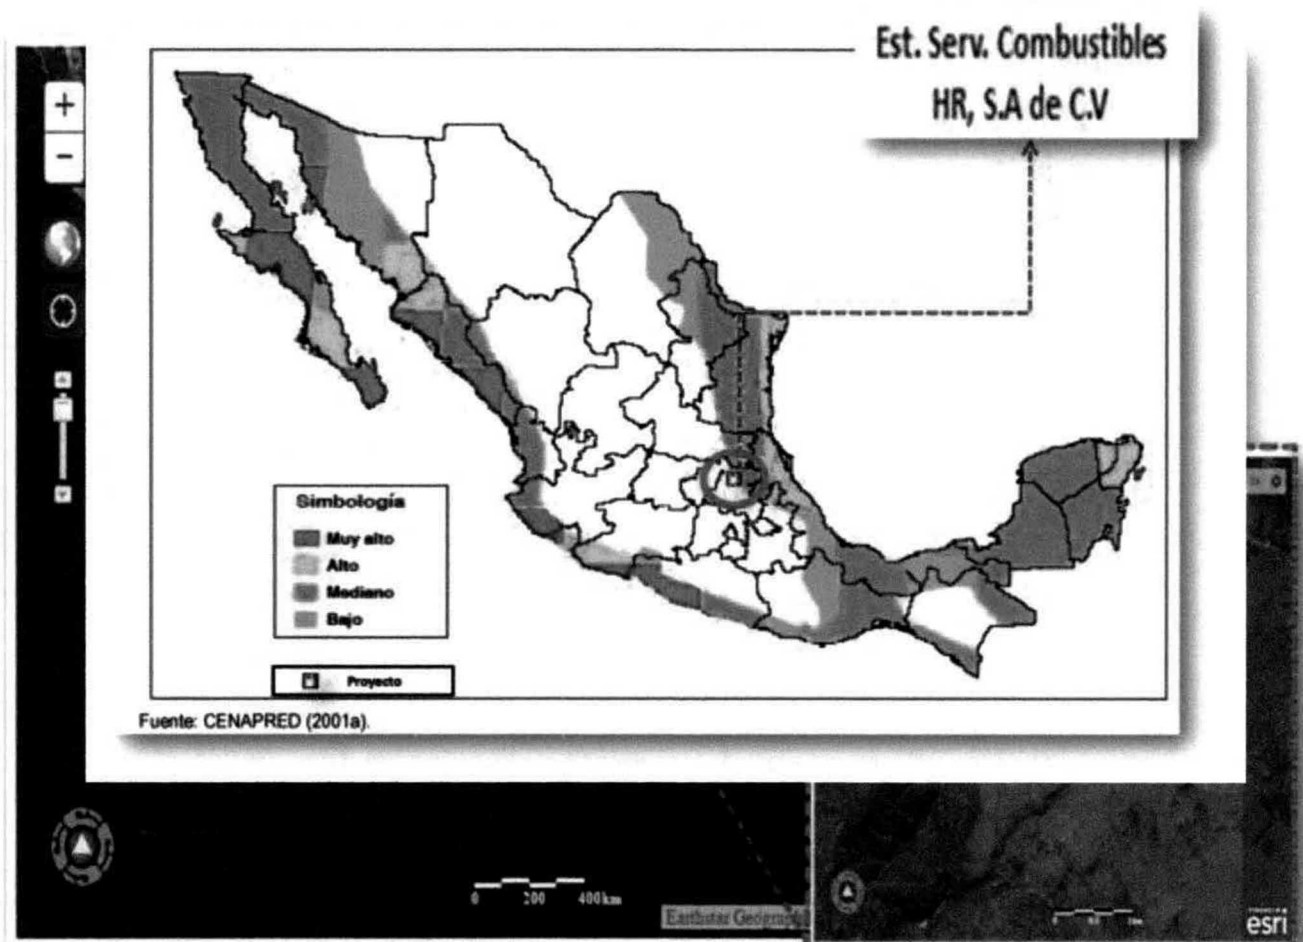 Est. Serv. Combustibles
HR, S.A de C.V
+
−
Simbología
Muy alto
Alto
Mediano
Bajo
Proyecto
Fuente: CENAPRED (2001a).
0 200 400km
Earthstar
esri